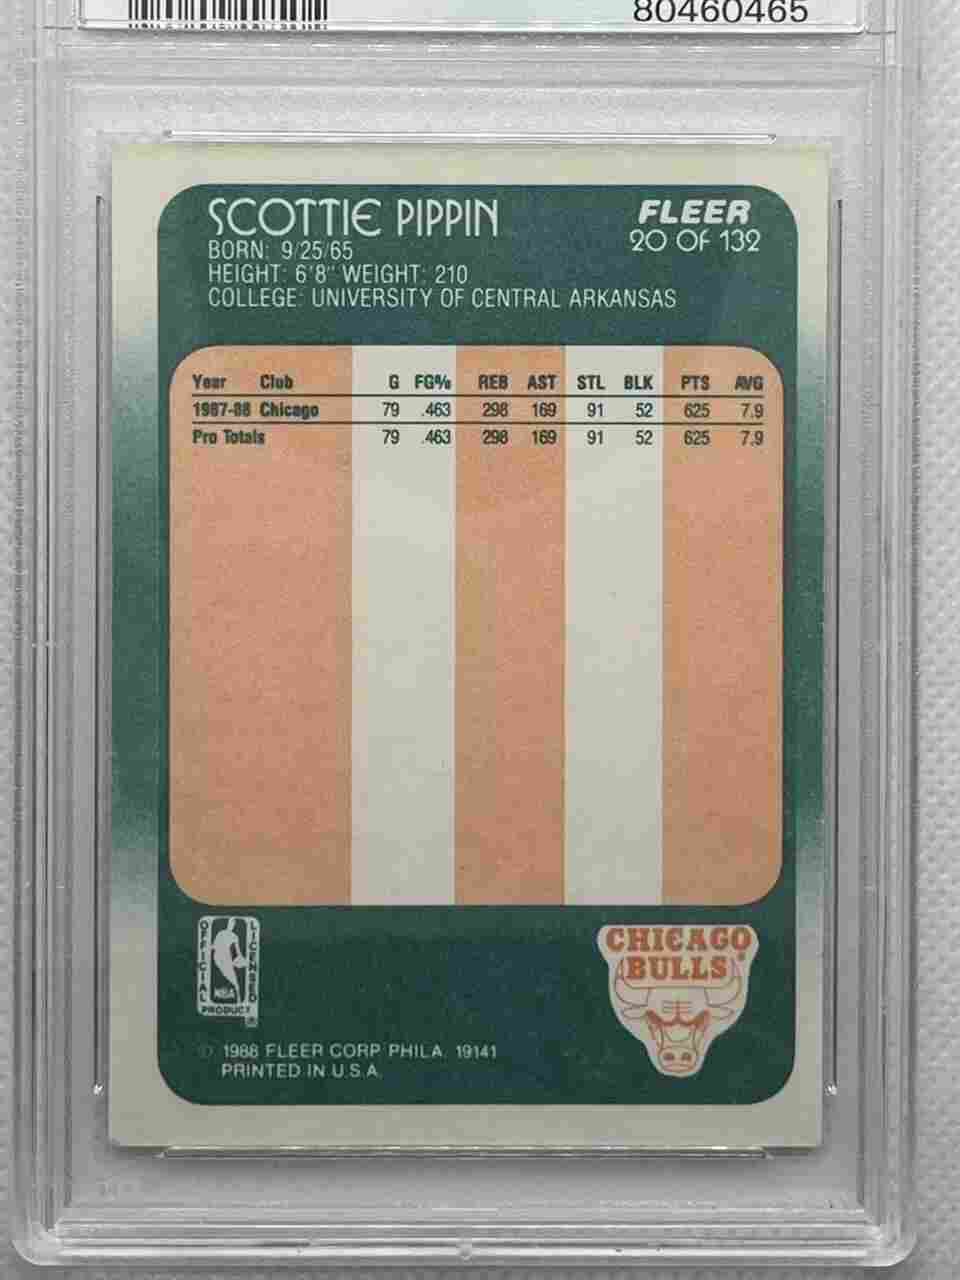 80460465
SCOTTIE PIPPIN
BORN: 9/25/65
HEIGHT: 6'8" WEIGHT: 210
COLLEGE: UNIVERSITY OF CENTRAL ARKANSAS
FLEER
20 OF 132
Year Club G FG% REB AST STL BLK PTS AVG
1987-88 Chicago 79 .463 298 169 91 52 625 7.9
Pro Totals 79 .463 298 169 91 52 625 7.9
OFFICIAL LICENSED
NBA
PRODUCT
®
CHICAGO
BULLS®
© 1988 FLEER CORP PHILA. 19141
PRINTED IN U.S.A.